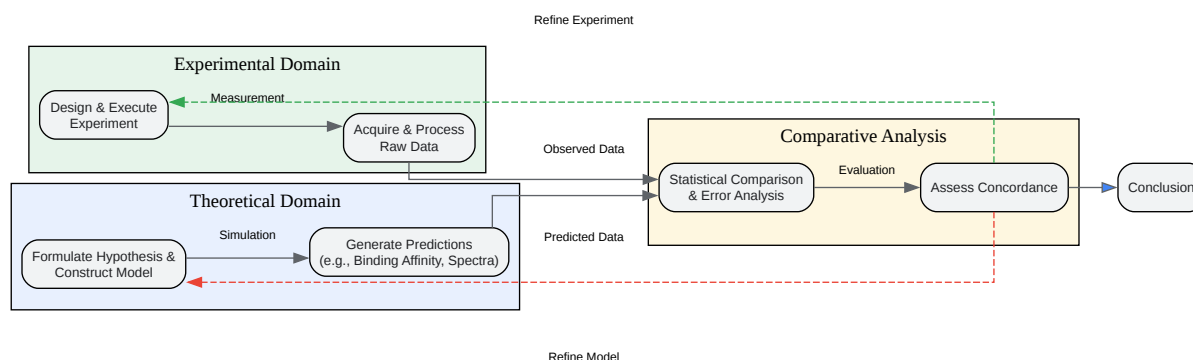 Refine Experiment
Experimental Domain
Design & Execute
Experiment
Measurement
Acquire & Process
Raw Data
Observed Data
Comparative Analysis
Statistical Comparison
& Error Analysis
Evaluation
Assess Concordance
Conclusion
Theoretical Domain
Formulate Hypothesis &
Construct Model
Simulation
Generate Predictions
(e.g., Binding Affinity, Spectra)
Predicted Data
Refine Model